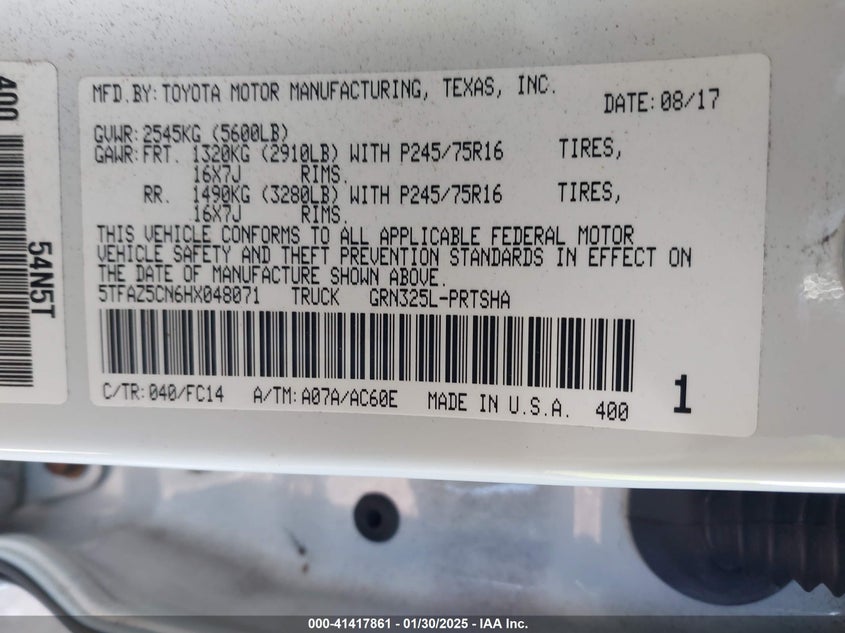 400
54N5T
MFD.BY:TOYOTA MOTOR MANUFACTURING, TEXAS, INC.
DATE:08/17
GVWR:2545KG (5600LB)
GAWR:FRT. 1320KG (2910LB) WITH P245/75R16 TIRES,
16X7J RIMS.
RR. 1490KG (3280LB) WITH P245/75R16 TIRES,
16X7J RIMS.
THIS VEHICLE CONFORMS TO ALL APPLICABLE FEDERAL MOTOR
VEHICLE SAFETY AND THEFT PREVENTION STANDARDS IN EFFECT ON
THE DATE OF MANUFACTURE SHOWN ABOVE.
5TFAZ5CN6HX048071 TRUCK GRN325L-PRTSHA
C/TR:040/FC14 A/TM:A07A/AC60E MADE IN U.S.A. 400 1
000-41417861 - 01/30/2025 - IAA Inc.